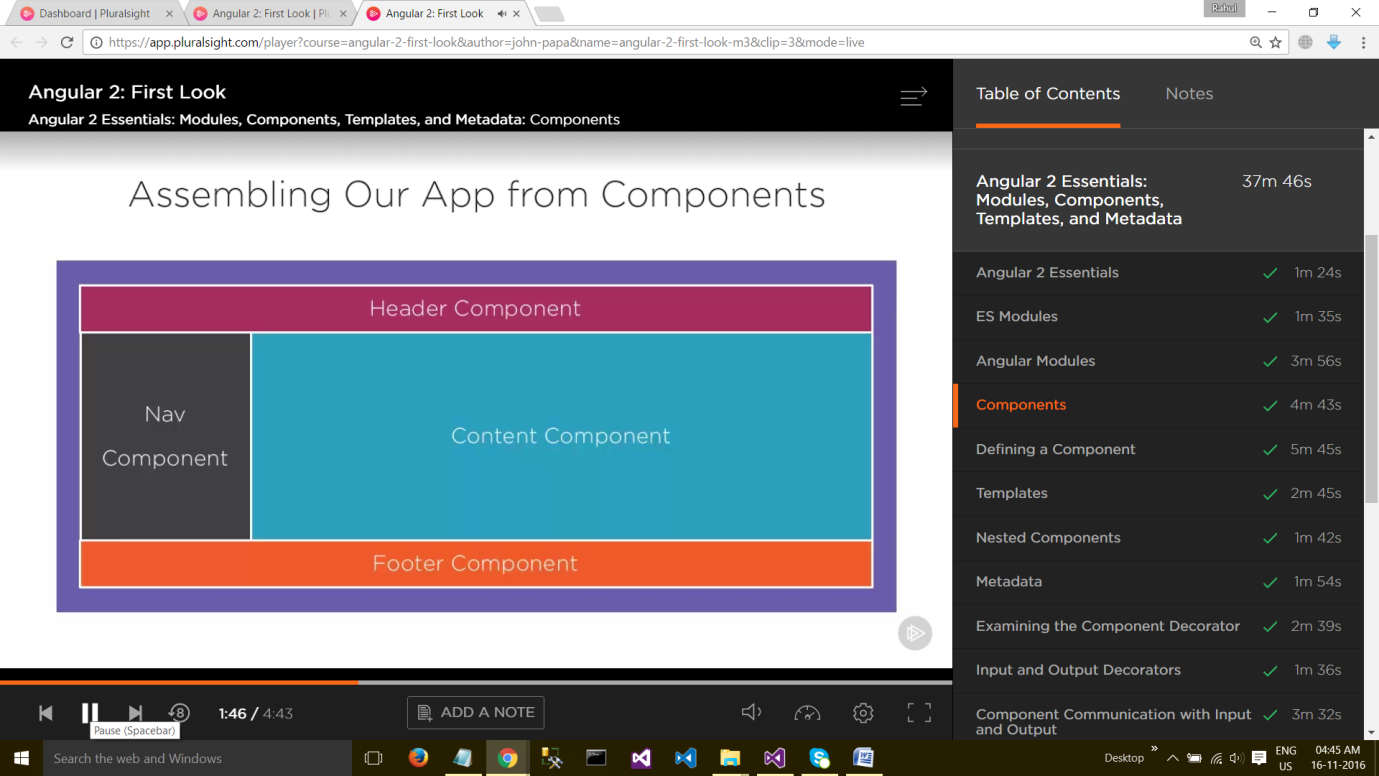 Dashboard | Pluralsight
Angular 2: First Look | Pl
Angular 2: First Look
Rahul
https://app.pluralsight.com/player?course=angular-2-first-look&author=john-papa&name=angular-2-first-look-m3&clip=3&mode=live
Angular 2: First Look
Angular 2 Essentials: Modules, Components, Templates, and Metadata: Components
Assembling Our App from Components
Header Component
Nav
Component
Content Component
Footer Component
8
1:46 / 4:43
ADD A NOTE
Pause (Spacebar)
Table of Contents
Notes
Angular 2 Essentials: 37m 46s
Modules, Components,
Templates, and Metadata
Angular 2 Essentials 1m 24s
ES Modules 1m 35s
Angular Modules 3m 56s
Components 4m 43s
Defining a Component 5m 45s
Templates 2m 45s
Nested Components 1m 42s
Metadata 1m 54s
Examining the Component Decorator 2m 39s
Input and Output Decorators 1m 36s
Component Communication with Input 3m 32s
and Output
Search the web and Windows
Desktop
ENG
US
04:45 AM
16-11-2016